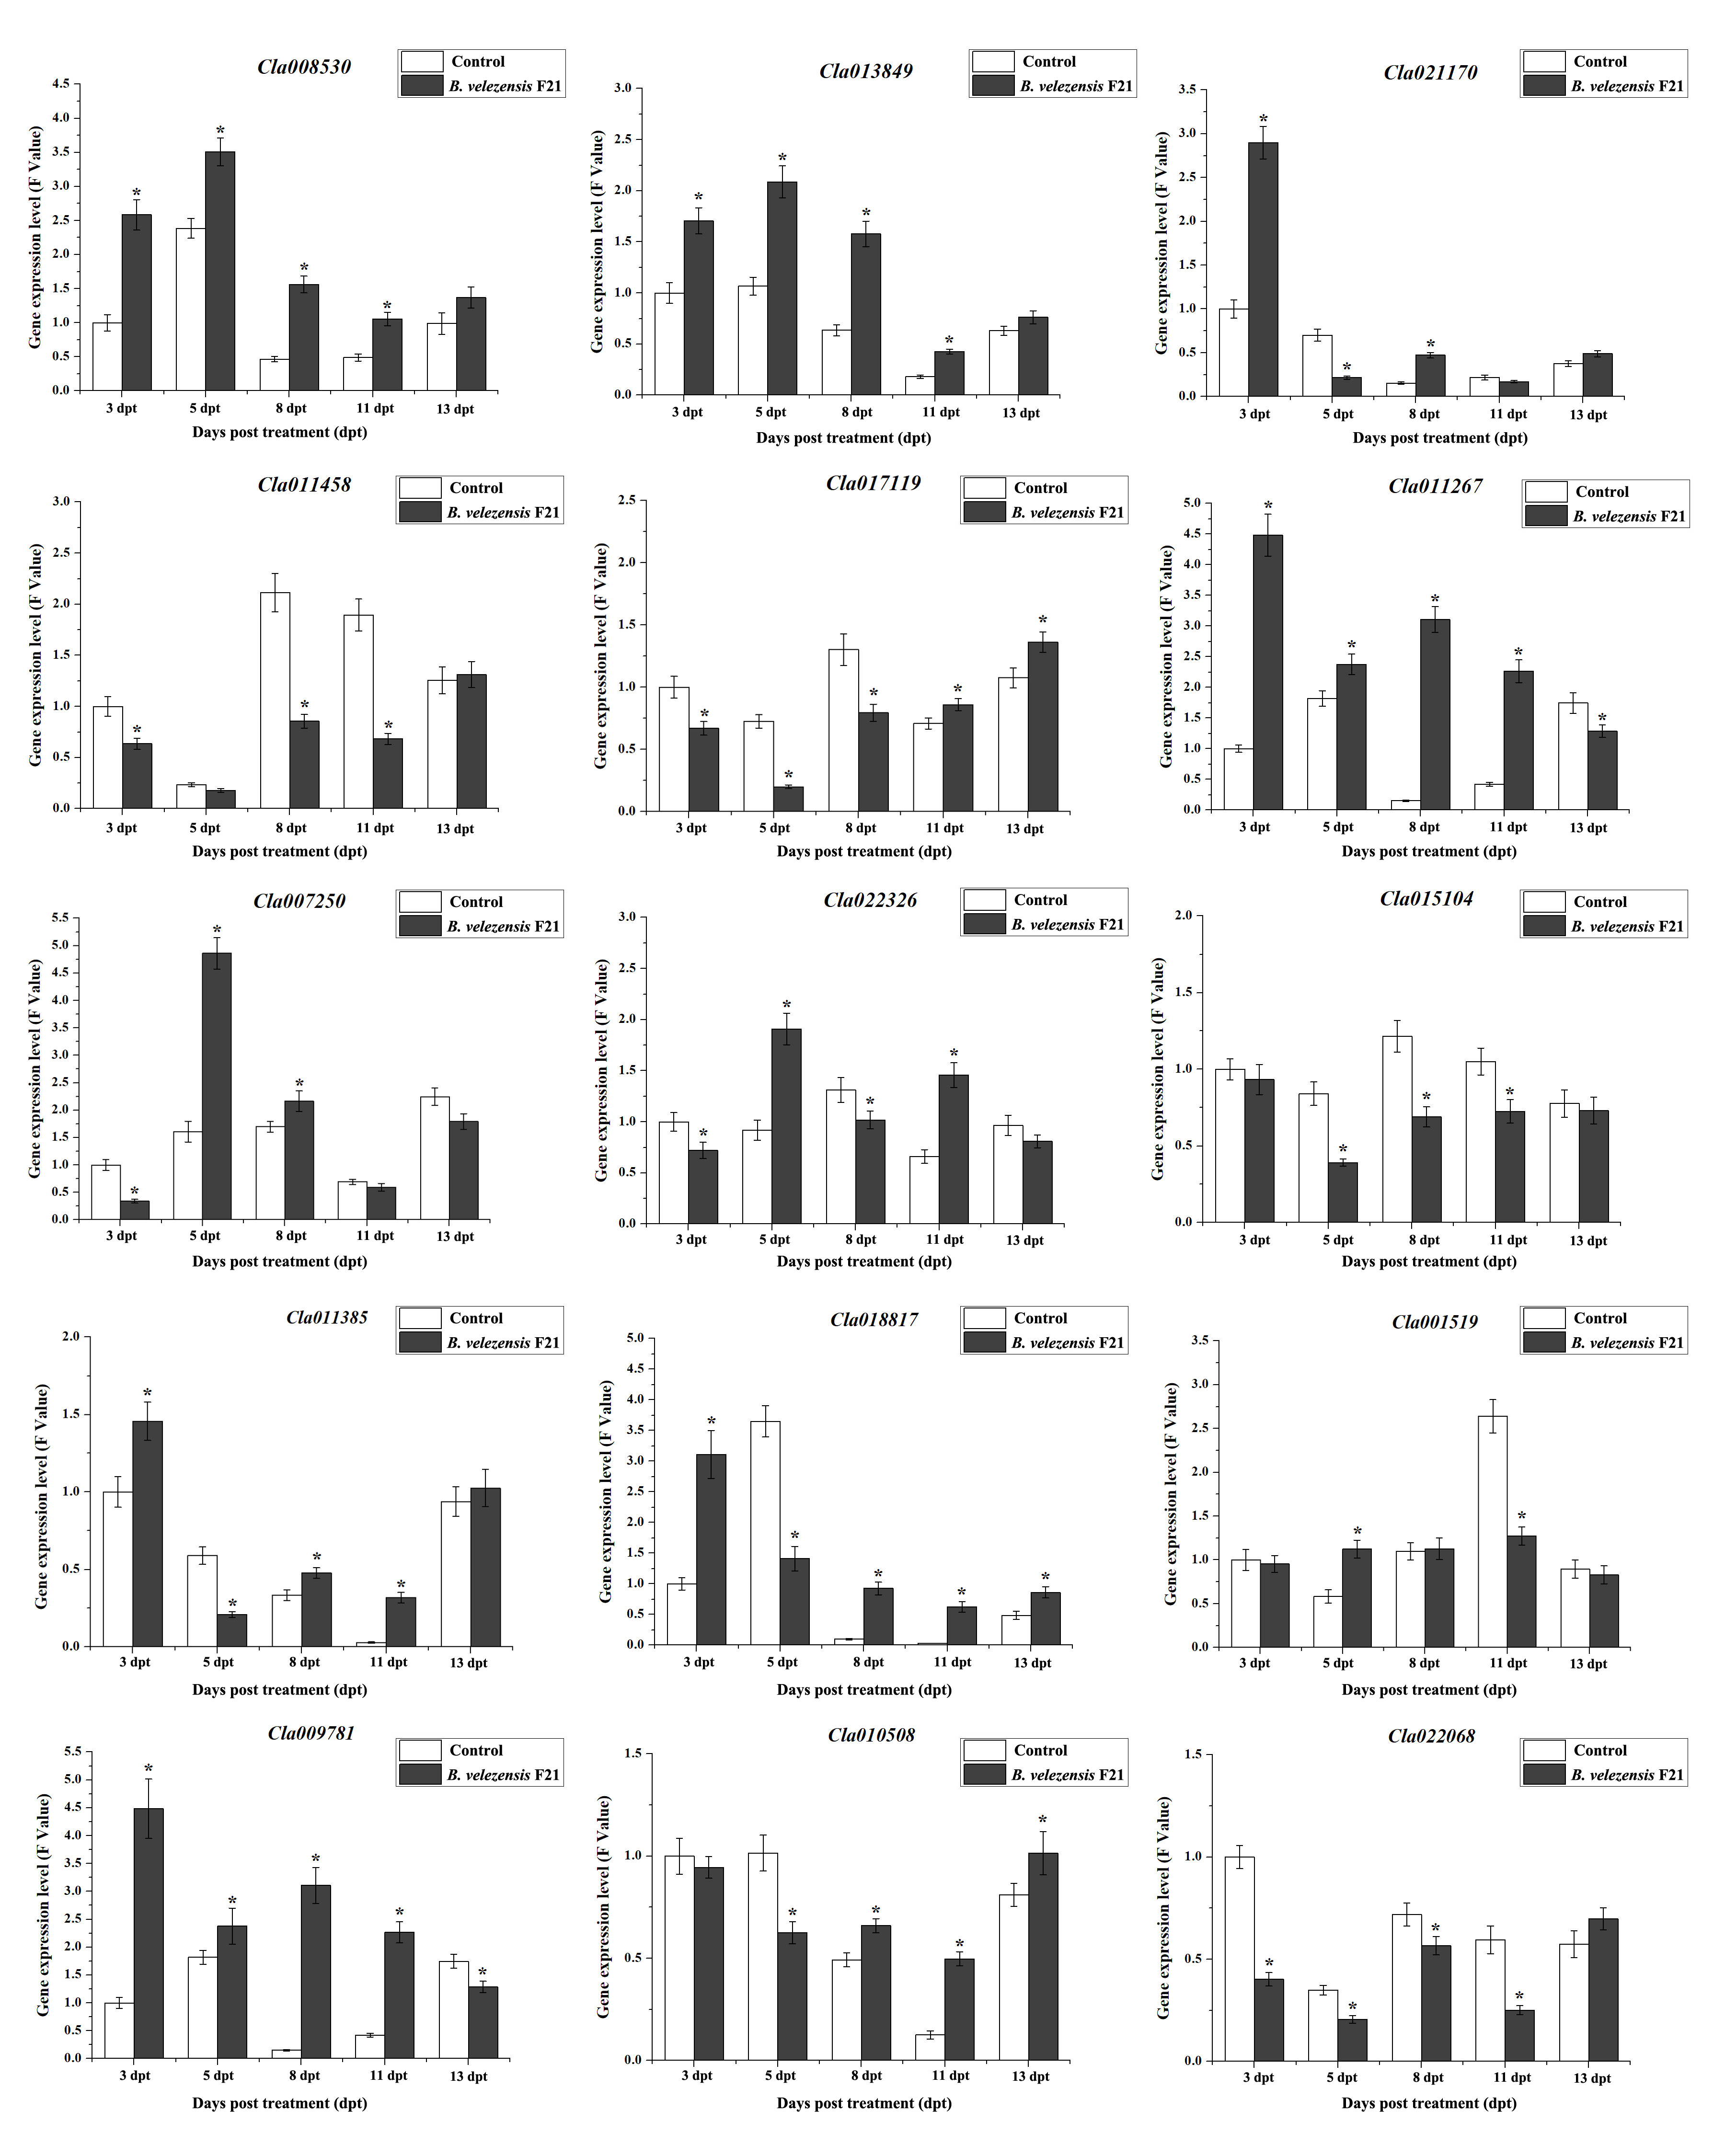 Cla008530
Control
B. velezensis F21
Gene expression level (F Value)
4.5
4.0
3.5
3.0
2.5
2.0
1.5
1.0
0.5
0.0
* * * *
3 dpt 5 dpt 8 dpt 11 dpt 13 dpt
Days post treatment (dpt)
Cla013849
Control
B. velezensis F21
Gene expression level (F Value)
3.0
2.5
2.0
1.5
1.0
0.5
0.0
* * * *
3 dpt 5 dpt 8 dpt 11 dpt 13 dpt
Days post treatment (dpt)
Cla021170
Control
B. velezensis F21
Gene expression level (F Value)
3.5
3.0
2.5
2.0
1.5
1.0
0.5
0.0
* * *
3 dpt 5 dpt 8 dpt 11 dpt 13 dpt
Days post treatment (dpt)
Cla011458
Control
B. velezensis F21
Gene expression level (F Value)
3.0
2.5
2.0
1.5
1.0
0.5
0.0
* * *
3 dpt 5 dpt 8 dpt 11 dpt 13 dpt
Days post treatment (dpt)
Cla017119
Control
B. velezensis F21
Gene expression level (F Value)
2.5
2.0
1.5
1.0
0.5
0.0
* * * * *
3 dpt 5 dpt 8 dpt 11 dpt 13 dpt
Days post treatment (dpt)
Cla011267
Control
B. velezensis F21
Gene expression level (F Value)
5.0
4.5
4.0
3.5
3.0
2.5
2.0
1.5
1.0
0.5
0.0
* * * * *
3 dpt 5 dpt 8 dpt 11 dpt 13 dpt
Days post treatment (dpt)
Cla007250
Control
B. velezensis F21
Gene expression level (F Value)
5.5
5.0
4.5
4.0
3.5
3.0
2.5
2.0
1.5
1.0
0.5
0.0
* * *
3 dpt 5 dpt 8 dpt 11 dpt 13 dpt
Days post treatment (dpt)
Cla022326
Control
B. velezensis F21
Gene expression level (F Value)
3.0
2.5
2.0
1.5
1.0
0.5
0.0
* * * *
3 dpt 5 dpt 8 dpt 11 dpt 13 dpt
Days post treatment (dpt)
Cla015104
Control
B. velezensis F21
Gene expression level (F Value)
2.0
1.5
1.0
0.5
0.0
* * *
3 dpt 5 dpt 8 dpt 11 dpt 13 dpt
Days post treatment (dpt)
Cla011385
Control
B. velezensis F21
Gene expression level (F Value)
2.0
1.5
1.0
0.5
0.0
* * * *
3 dpt 5 dpt 8 dpt 11 dpt 13 dpt
Days post treatment (dpt)
Cla018817
Control
B. velezensis F21
Gene expression level (F Value)
5.0
4.5
4.0
3.5
3.0
2.5
2.0
1.5
1.0
0.5
0.0
* * * * *
3 dpt 5 dpt 8 dpt 11 dpt 13 dpt
Days post treatment (dpt)
Cla001519
Control
B. velezensis F21
Gene expression level (F Value)
3.5
3.0
2.5
2.0
1.5
1.0
0.5
0.0
* *
3 dpt 5 dpt 8 dpt 11 dpt 13 dpt
Days post treatment (dpt)
Cla009781
Control
B. velezensis F21
Gene expression level (F Value)
5.5
5.0
4.5
4.0
3.5
3.0
2.5
2.0
1.5
1.0
0.5
0.0
* * * * *
3 dpt 5 dpt 8 dpt 11 dpt 13 dpt
Days post treatment (dpt)
Cla010508
Control
B. velezensis F21
Gene expression level (F Value)
1.5
1.0
0.5
0.0
* * * *
3 dpt 5 dpt 8 dpt 11 dpt 13 dpt
Days post treatment (dpt)
Cla022068
Control
B. velezensis F21
Gene expression level (F Value)
1.5
1.0
0.5
0.0
* * * *
3 dpt 5 dpt 8 dpt 11 dpt 13 dpt
Days post treatment (dpt)